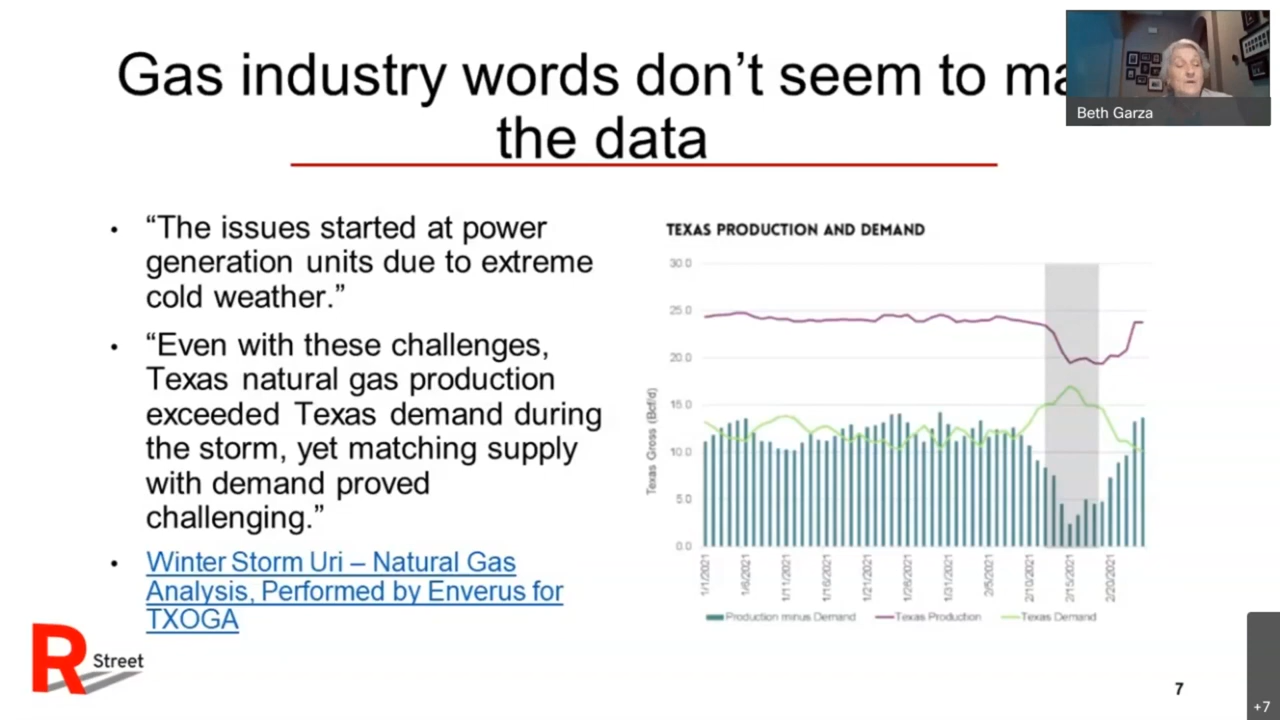 Gas industry words don't seem to ma
the data
Beth Garza
• “The issues started at power
generation units due to extreme
cold weather.”
• “Even with these challenges,
Texas natural gas production
exceeded Texas demand during
the storm, yet matching supply
with demand proved
challenging.”
• Winter Storm Uri – Natural Gas
Analysis, Performed by Enverus for
TXOGA
TEXAS PRODUCTION AND DEMAND
Texas Gross (Bcf/d)
30.0
25.0
20.0
15.0
10.0
5.0
0.0
1/1/2021
1/6/2021
1/11/2021
1/16/2021
1/21/2021
1/26/2021
1/31/2021
2/5/2021
2/10/2021
2/15/2021
2/20/2021
Production minus Demand
Texas Production
Texas Demand
R Street
7
+7